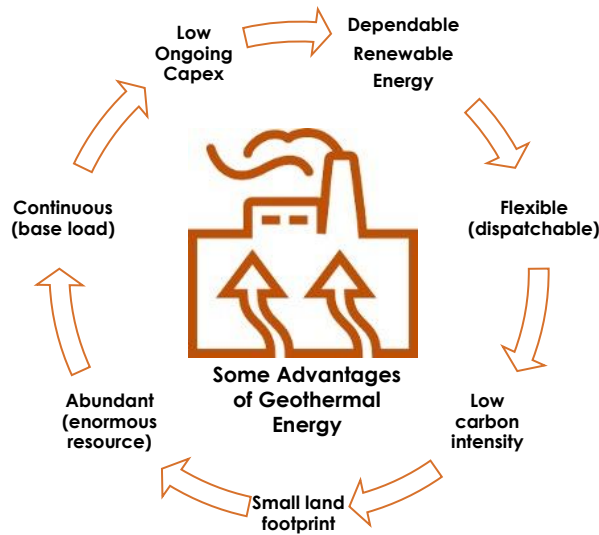 Low
Ongoing
Capex
Dependable
Renewable
Energy
Flexible
(dispatchable)
Low
carbon
intensity
Small land
footprint
Abundant
(enormous
resource)
Continuous
(base load)
Some Advantages
of Geothermal
Energy